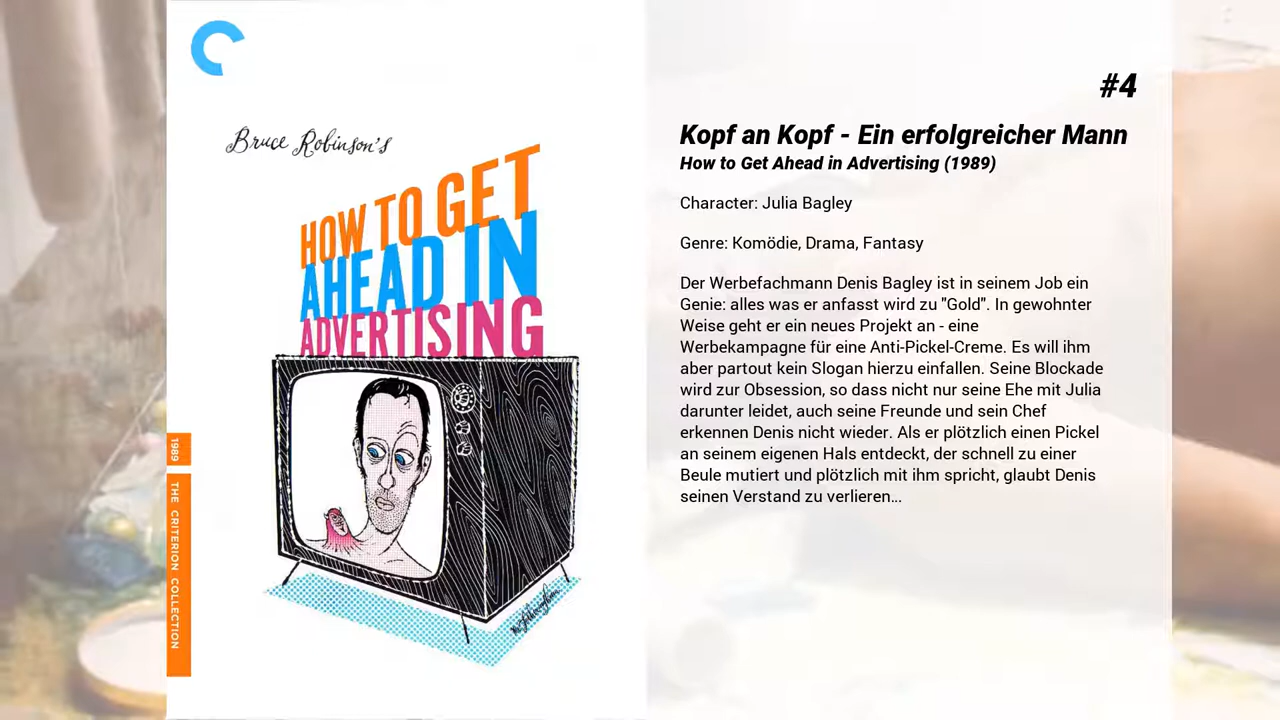 Bruce Robinson's
HOW TO GET
AHEAD IN
ADVERTISING
1989
THE CRITERION COLLECTION
#4
Kopf an Kopf - Ein erfolgreicher Mann
How to Get Ahead in Advertising (1989)
Character: Julia Bagley
Genre: Komödie, Drama, Fantasy
Der Werbefachmann Denis Bagley ist in seinem Job ein
Genie: alles was er anfasst wird zu "Gold". In gewohnter
Weise geht er ein neues Projekt an - eine
Werbekampagne für eine Anti-Pickel-Creme. Es will ihm
aber partout kein Slogan hierzu einfallen. Seine Blockade
wird zur Obsession, so dass nicht nur seine Ehe mit Julia
darunter leidet, auch seine Freunde und sein Chef
erkennen Denis nicht wieder. Als er plötzlich einen Pickel
an seinem eigenen Hals entdeckt, der schnell zu einer
Beule mutiert und plötzlich mit ihm spricht, glaubt Denis
seinen Verstand zu verlieren...